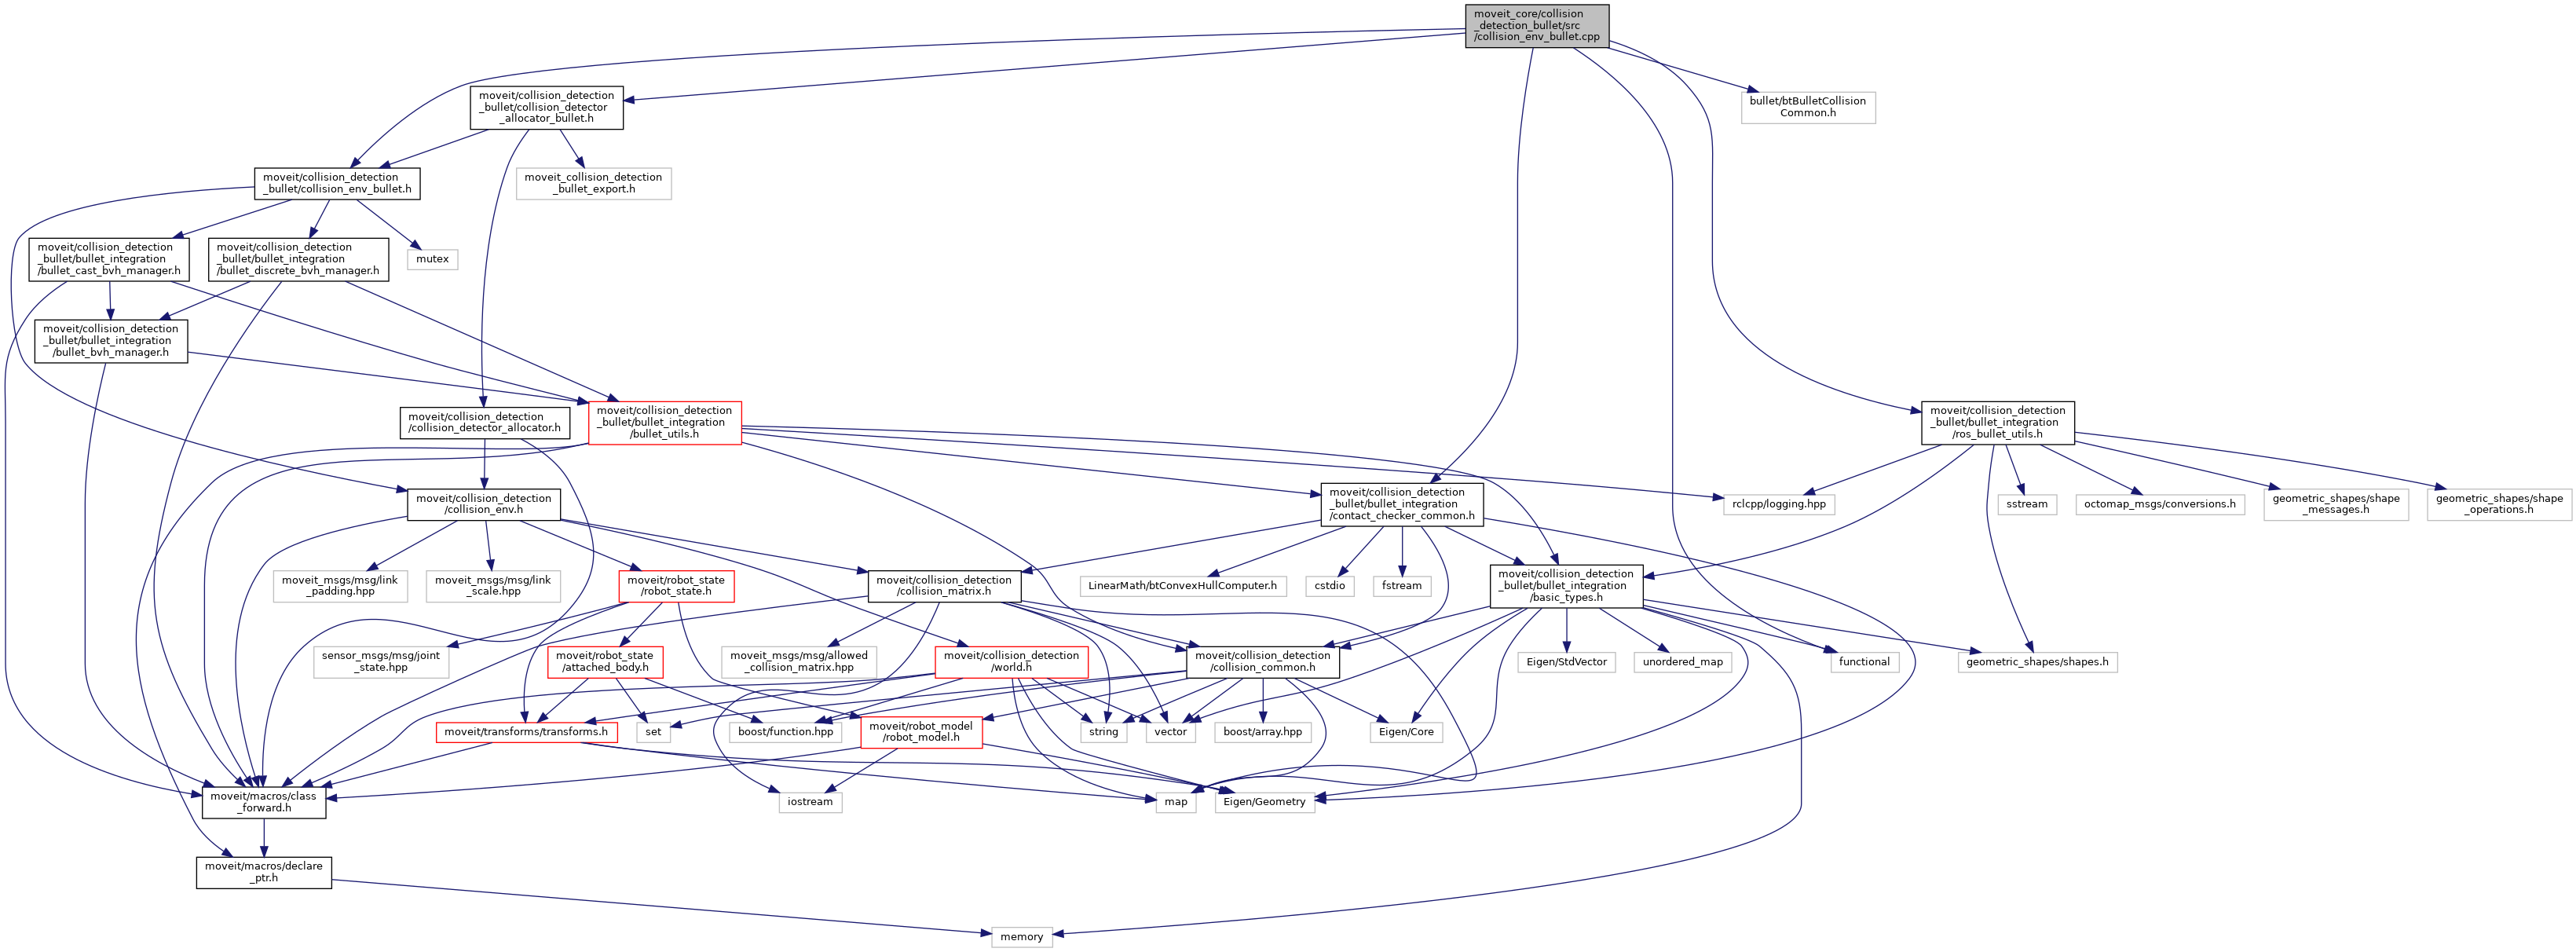 moveit_core/collision
_detection_bullet/src
/collision_env_bullet.cpp
moveit/collision_detection
_bullet/collision_detector
_allocator_bullet.h
bullet/btBulletCollision
Common.h
moveit/collision_detection
_bullet/collision_env_bullet.h
moveit_collision_detection
_bullet_export.h
moveit/collision_detection
_bullet/bullet_integration
/bullet_cast_bvh_manager.h
moveit/collision_detection
_bullet/bullet_integration
/bullet_discrete_bvh_manager.h
mutex
moveit/collision_detection
_bullet/bullet_integration
/bullet_bvh_manager.h
moveit/collision_detection
/collision_detector_allocator.h
moveit/collision_detection
_bullet/bullet_integration
/bullet_utils.h
moveit/collision_detection
_bullet/bullet_integration
/ros_bullet_utils.h
moveit/collision_detection
/collision_env.h
moveit/collision_detection
_bullet/bullet_integration
/contact_checker_common.h
rclcpp/logging.hpp
sstream
octomap_msgs/conversions.h
geometric_shapes/shape
_messages.h
geometric_shapes/shape
_operations.h
moveit_msgs/msg/link
_padding.hpp
moveit_msgs/msg/link
_scale.hpp
moveit/robot_state
/robot_state.h
moveit/collision_detection
/collision_matrix.h
LinearMath/btConvexHullComputer.h
cstdio
fstream
moveit/collision_detection
_bullet/bullet_integration
/basic_types.h
sensor_msgs/msg/joint
_state.hpp
moveit/robot_state
/attached_body.h
moveit_msgs/msg/allowed
_collision_matrix.hpp
moveit/collision_detection
/world.h
moveit/collision_detection
/collision_common.h
Eigen/StdVector
unordered_map
functional
geometric_shapes/shapes.h
moveit/transforms/transforms.h
set
boost/function.hpp
moveit/robot_model
/robot_model.h
string
vector
boost/array.hpp
Eigen/Core
moveit/macros/class
_forward.h
iostream
map
Eigen/Geometry
moveit/macros/declare
_ptr.h
memory